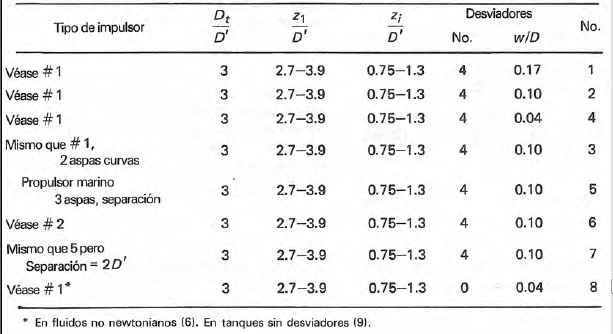 Tipo de impulsor Dt/D' z1/D' zi/D' Desviadores No.
No. w/D
Véase #1 3 2.7–3.9 0.75–1.3 4 0.17 1
Véase #1 3 2.7–3.9 0.75–1.3 4 0.10 2
Véase #1 3 2.7–3.9 0.75–1.3 4 0.04 4
Mismo que #1,
2 aspas curvas 3 2.7–3.9 0.75–1.3 4 0.10 3
Propulsor marino
3 aspas, separación 3 2.7–3.9 0.75–1.3 4 0.10 5
Véase #2 3 2.7–3.9 0.75–1.3 4 0.10 6
Mismo que 5 pero
Separación = 2D' 3 2.7–3.9 0.75–1.3 4 0.10 7
Véase #1* 3 2.7–3.9 0.75–1.3 0 0.04 8
* En fluidos no newtonianos (6). En tanques sin desviadores (9).